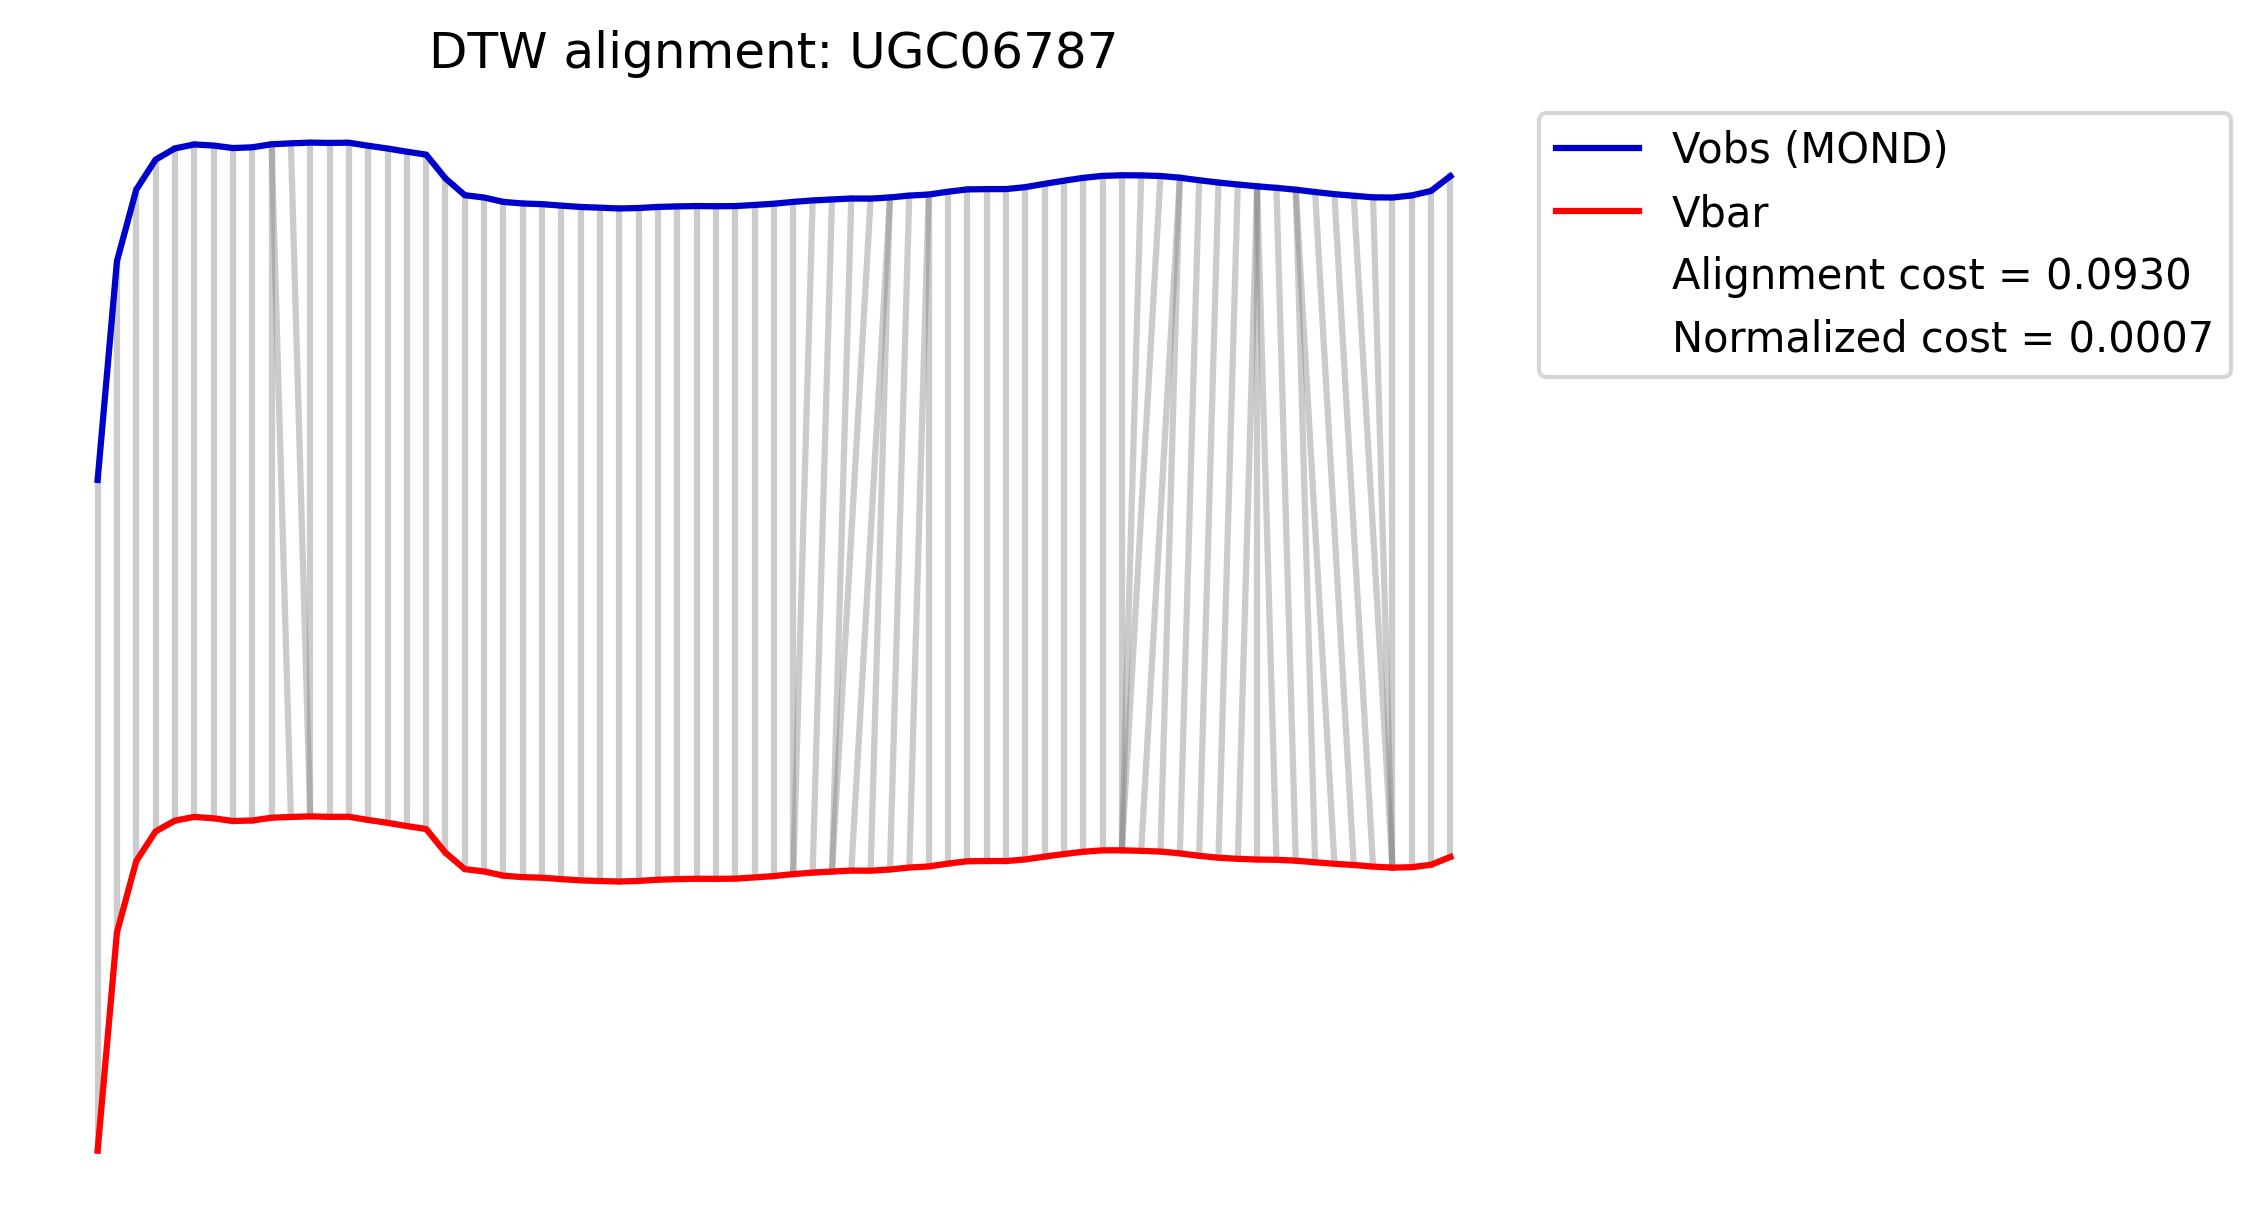 DTW alignment: UGC06787
Vobs (MOND)
Vbar
Alignment cost = 0.0930
Normalized cost = 0.0007